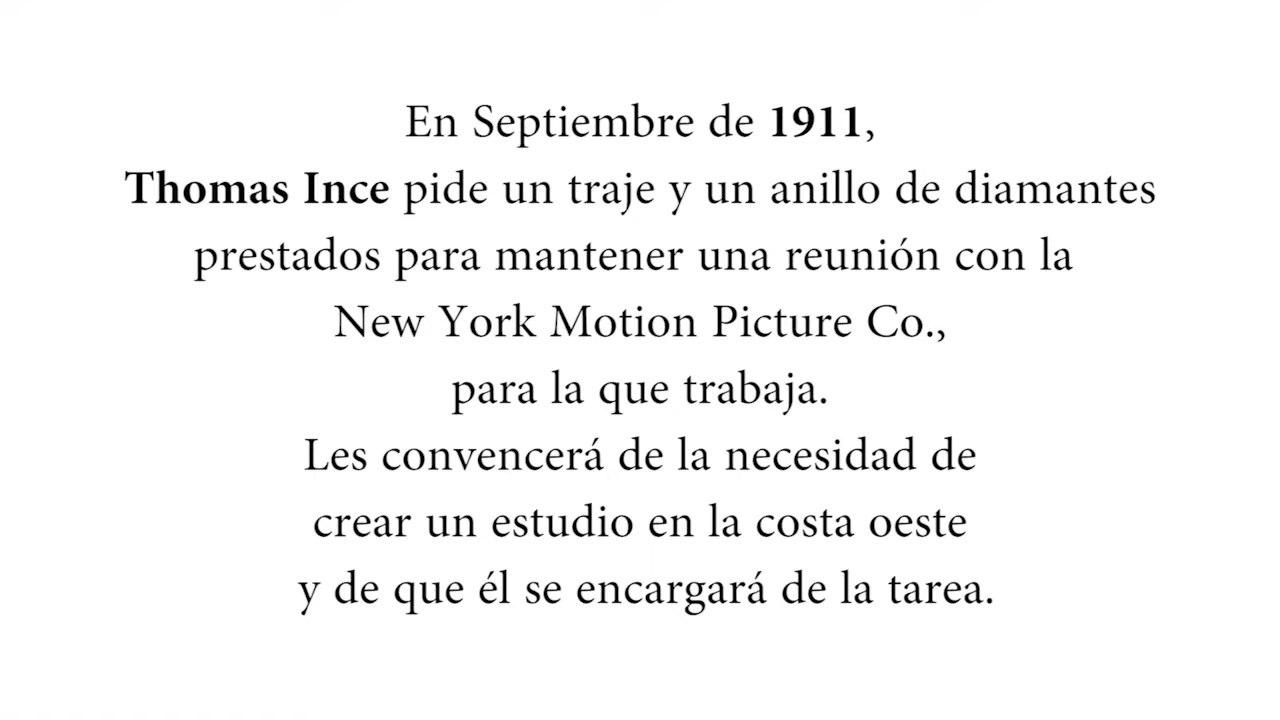 En Septiembre de 1911,
Thomas Ince pide un traje y un anillo de diamantes
prestados para mantener una reunión con la
New York Motion Picture Co.,
para la que trabaja.
Les convencerá de la necesidad de
crear un estudio en la costa oeste
y de que él se encargará de la tarea.